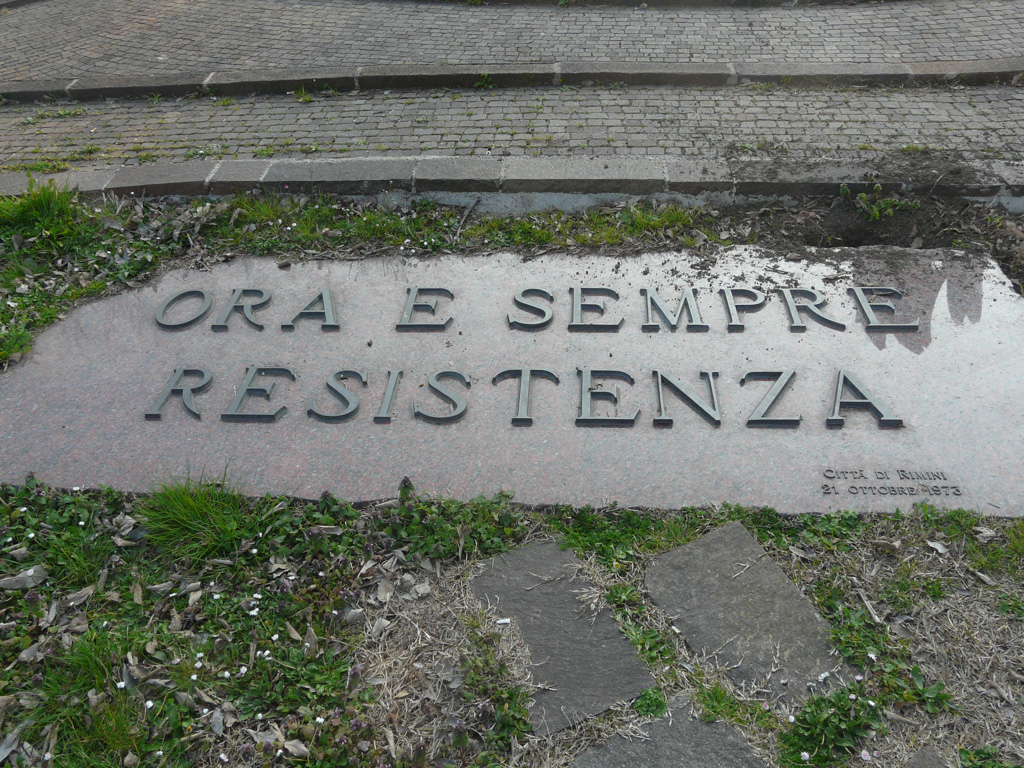 ORA E SEMPRE
RESISTENZA
CITTÀ DI RIMINI
21 OTTOBRE 1973